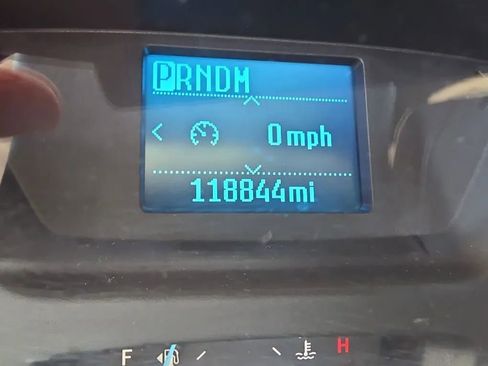 PRNDM
0mph
118844mi
F H